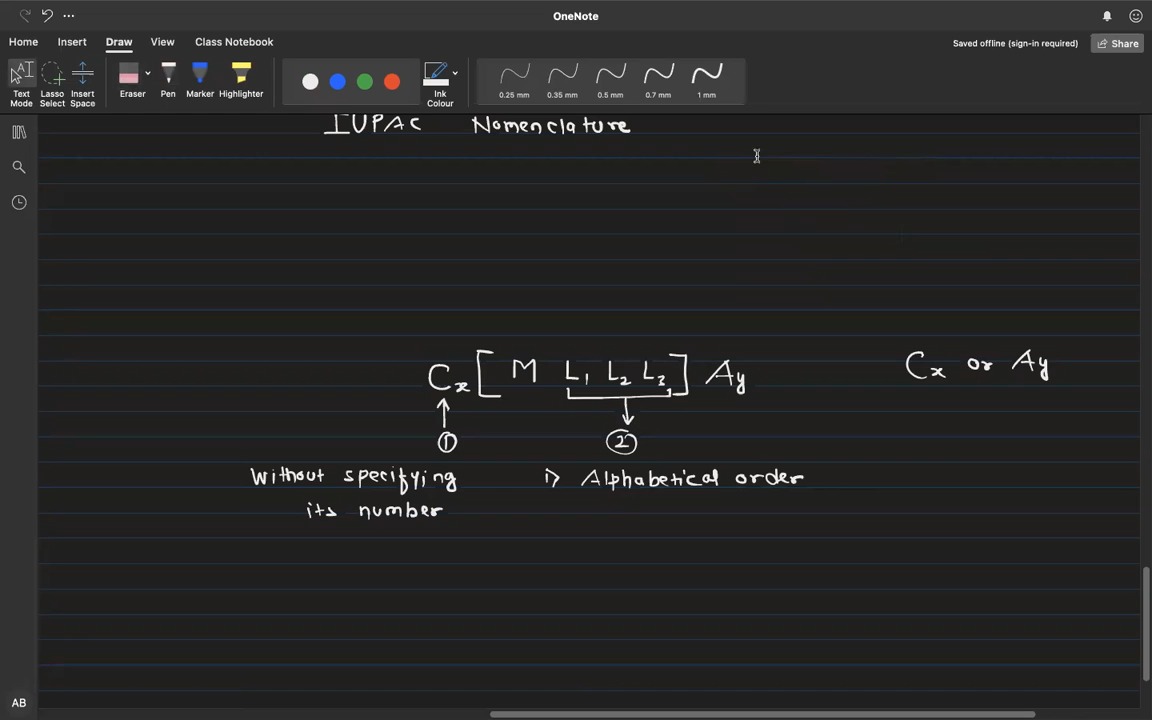 OneNote
Home Insert Draw View Class Notebook
Saved offline (sign-in required) Share
Text Mode
Lasso Select
Insert Space
Eraser
Pen
Marker
Highlighter
Ink Colour
0.25 mm
0.35 mm
0.5 mm
0.7 mm
1 mm
IUPAC Nomenclature
Cx [ M L1 L2 L3 ] Ay
Cx or Ay
①
②
Without specifying
its number
i> Alphabetical order
AB